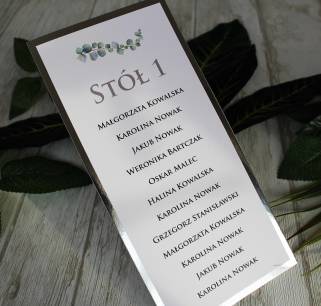 STÓŁ 1
MAŁGORZATA KOWALSKA
KAROLINA NOWAK
JAKUB NOWAK
WERONIKA BARTCZAK
OSKAR MALEC
HALINA KOWALSKA
KAROLINA NOWAK
GRZEGORZ STANISŁAWSKI
MAŁGORZATA KOWALSKA
KAROLINA NOWAK
JAKUB NOWAK
KAROLINA NOWAK